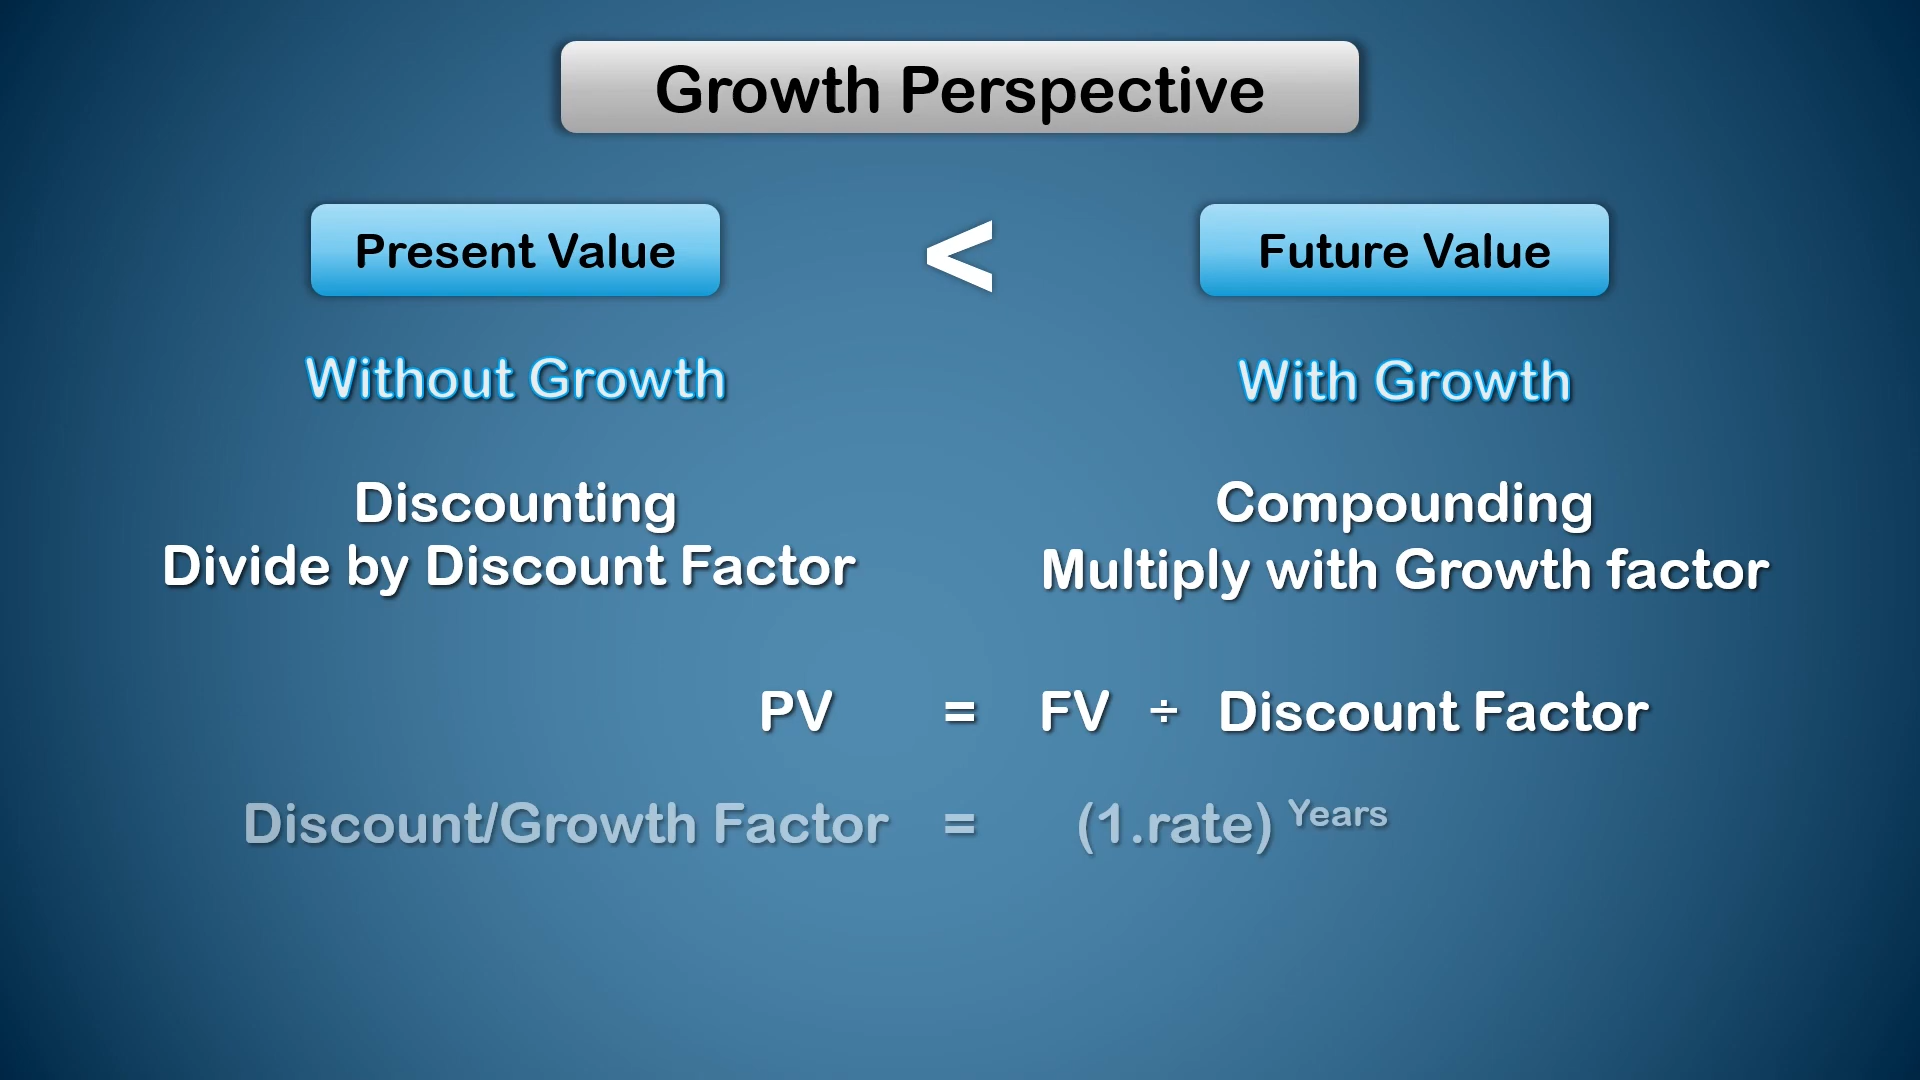 Growth Perspective
Present Value < Future Value
Without Growth With Growth
Discounting Compounding
Divide by Discount Factor Multiply with Growth factor
PV = FV ÷ Discount Factor
Discount/Growth Factor = (1.rate) Years